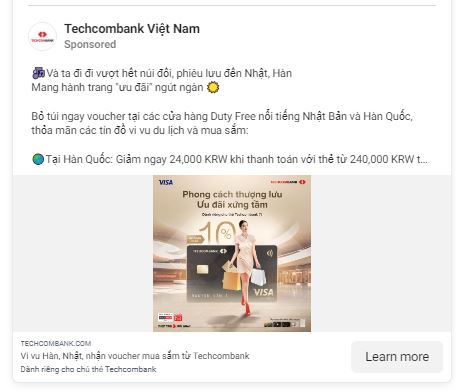 Techcombank Việt Nam
Sponsored
Và ta đi đi vượt hết núi đồi, phiêu lưu đến Nhật, Hàn
Mang hành trang "ưu đãi" ngút ngàn
Bỏ túi ngay voucher tại các cửa hàng Duty Free nổi tiếng Nhật Bản và Hàn Quốc,
thỏa mãn các tín đồ vi vu du lịch và mua sắm:
Tại Hàn Quốc: Giảm ngay 24,000 KRW khi thanh toán với thẻ từ 240,000 KRW t...
VISA
TECHCOMBANK
Phong cách thượng lưu
Ưu đãi xứng tầm
Dành riêng cho thẻ Techcombank
10%
TECHCOMBANK
VISA
TECHCOMBANK.COM
Vi vu Hàn, Nhật, nhận voucher mua sắm từ Techcombank
Dành riêng cho chủ thẻ Techcombank
Learn more